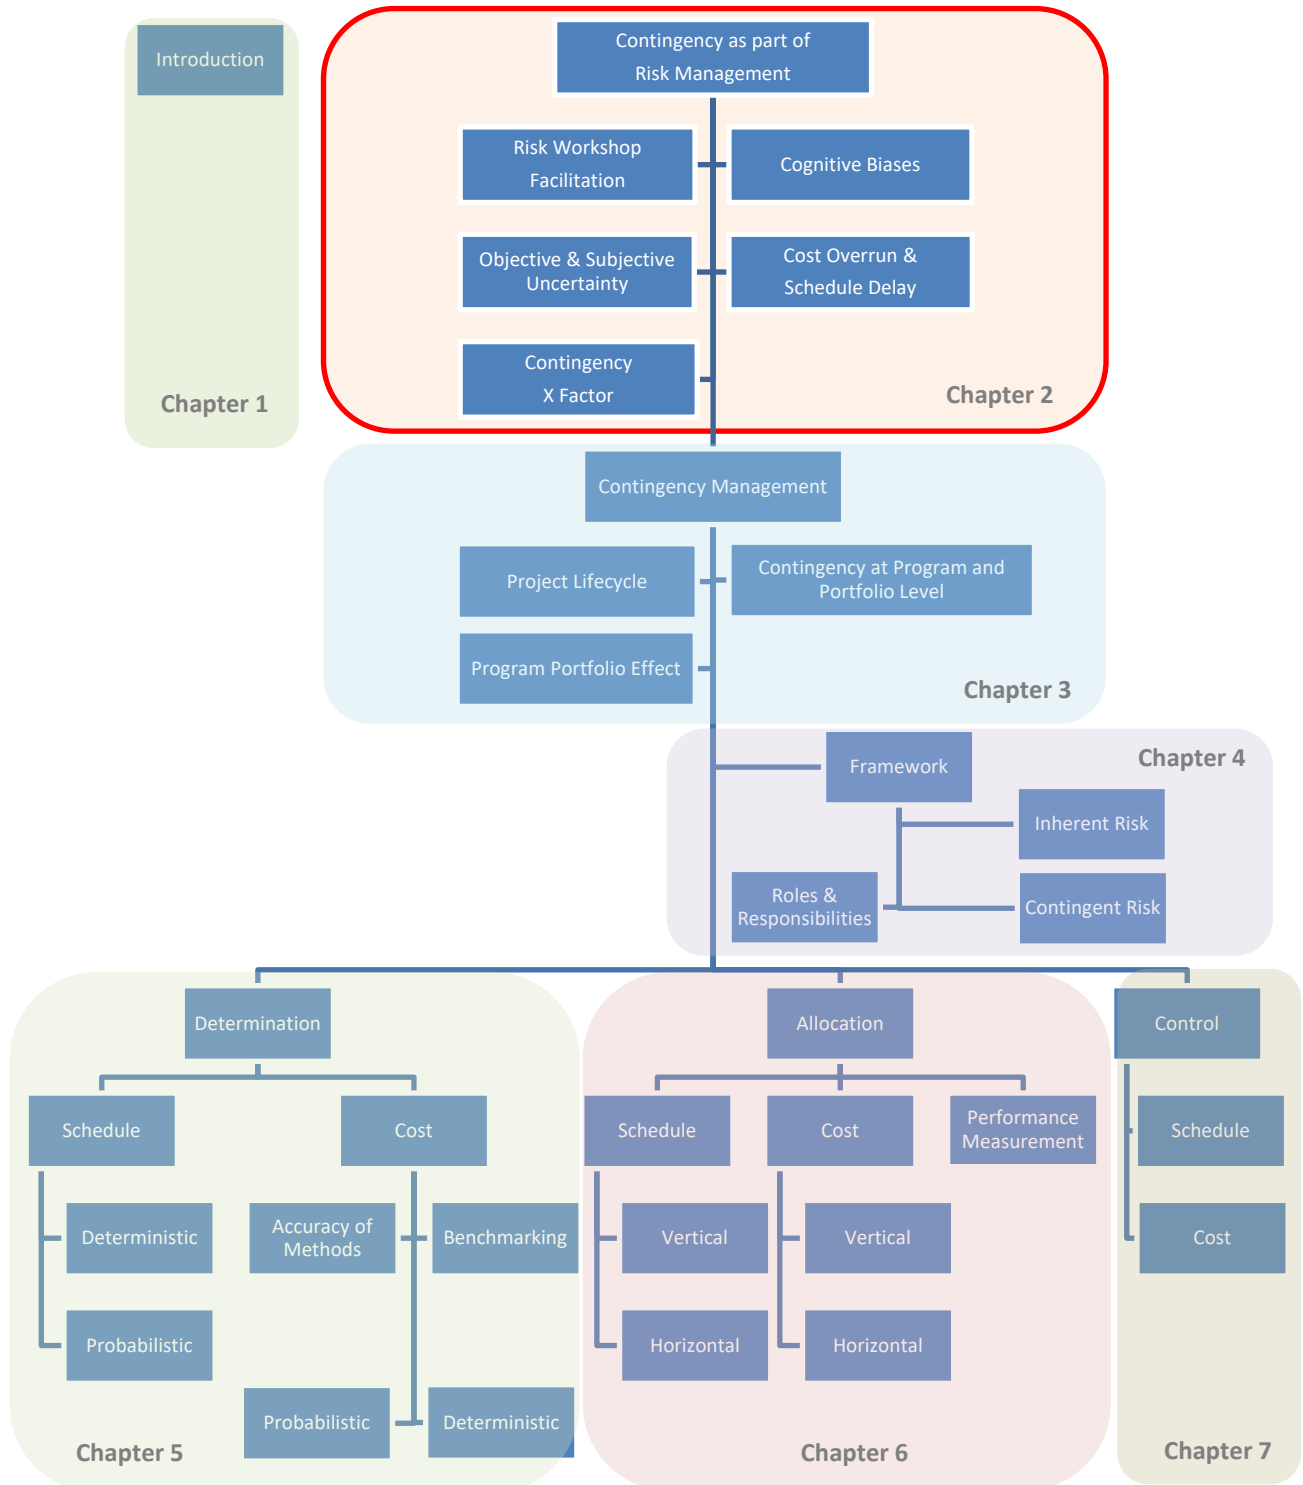 Introduction
Chapter 1
Contingency as part of
Risk Management
Risk Workshop
Facilitation
Cognitive Biases
Objective & Subjective
Uncertainty
Cost Overrun &
Schedule Delay
Contingency
X Factor
Chapter 2
Contingency Management
Project Lifecycle
Contingency at Program and
Portfolio Level
Program Portfolio Effect
Chapter 3
Framework
Chapter 4
Inherent Risk
Roles &
Responsibilities
Contingent Risk
Determination
Schedule
Cost
Deterministic
Accuracy of
Methods
Benchmarking
Probabilistic
Probabilistic
Deterministic
Chapter 5
Allocation
Schedule
Cost
Performance
Measurement
Vertical
Vertical
Horizontal
Horizontal
Chapter 6
Control
Schedule
Cost
Chapter 7